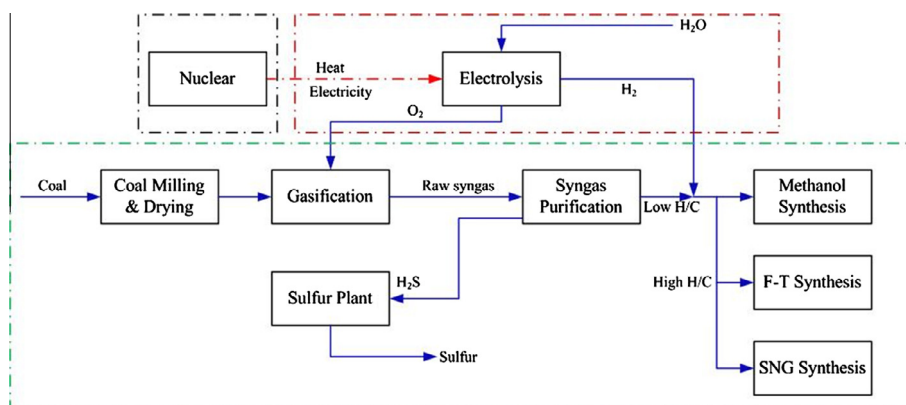 H₂O
Nuclear
Heat
Electricity
Electrolysis
H₂
O₂
Coal
Coal Milling
& Drying
Gasification
Raw syngas
Syngas
Purification
Low H/C
Methanol
Synthesis
H₂S
Sulfur Plant
High H/C
F-T Synthesis
Sulfur
SNG Synthesis